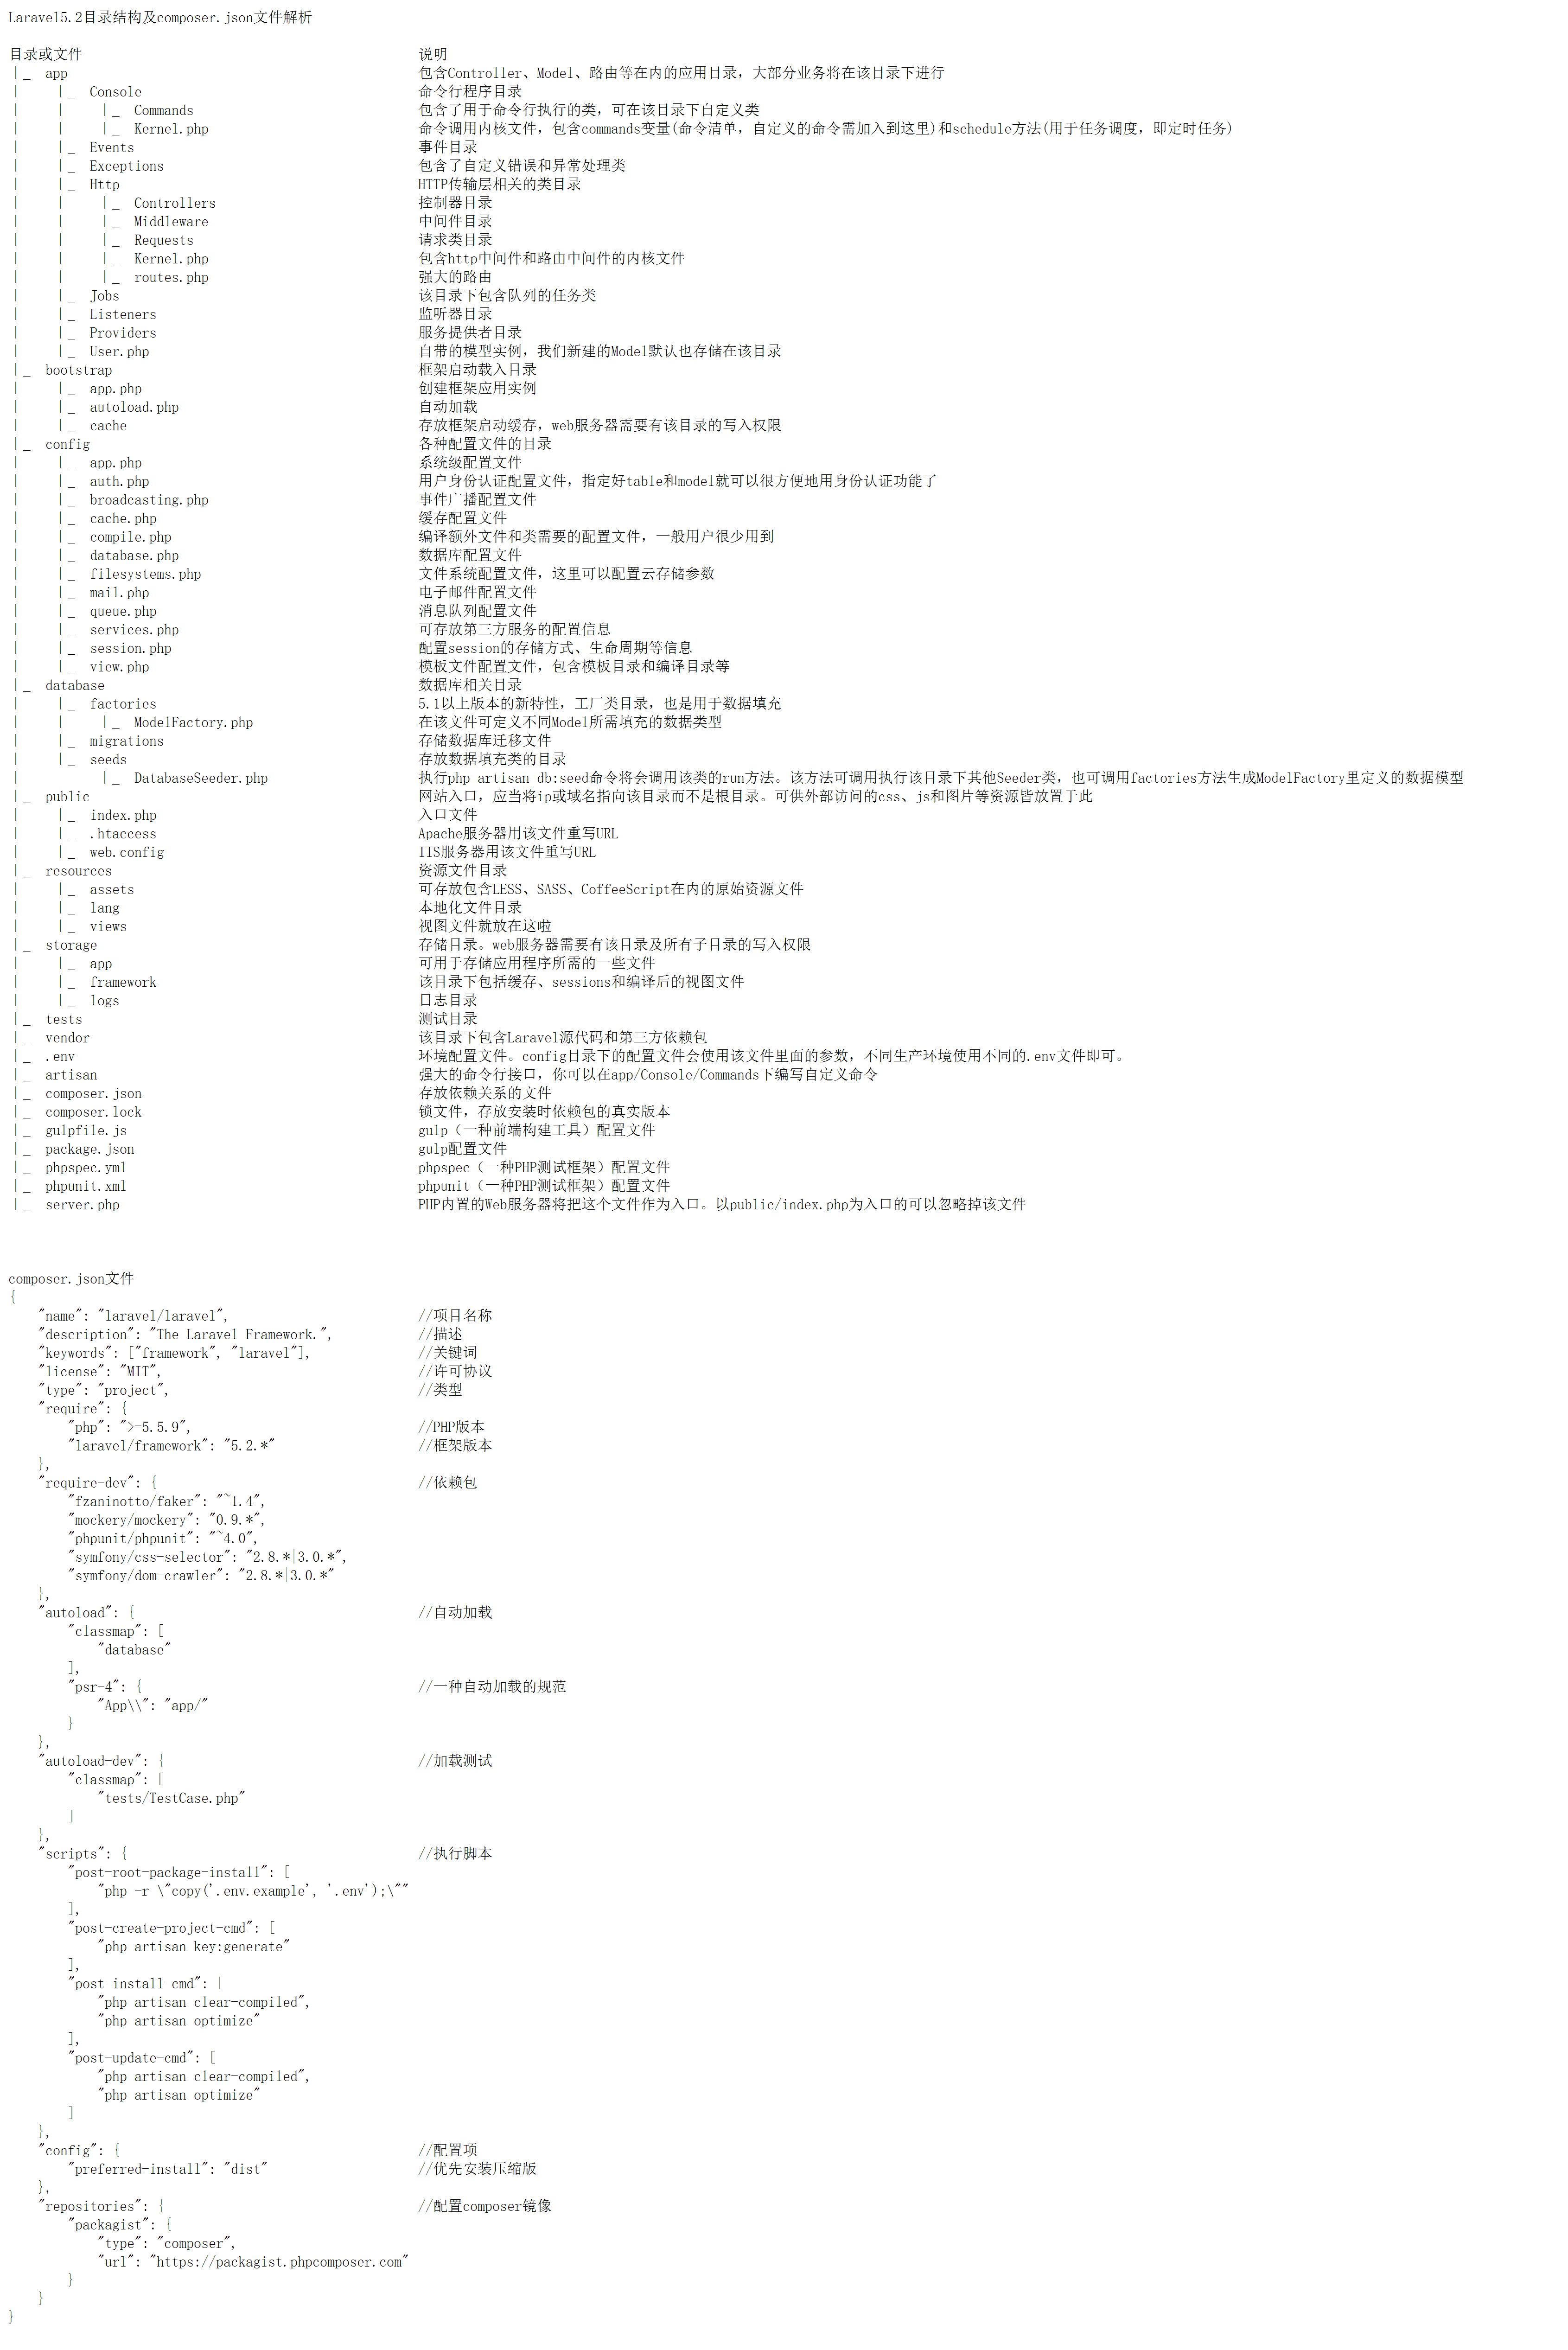 Laravel5.2目录结构及composer.json文件解析
目录或文件 说明
|_ app 包含Controller、Model、路由等在内的应用目录，大部分业务将在该目录下进行
| |_ Console 命令行程序目录
| | |_ Commands 包含了用于命令行执行的类，可在该目录下自定义类
| | |_ Kernel.php 命令调用内核文件，包含commands变量(命令清单，自定义的命令需加入到这里)和schedule方法(用于任务调度，即定时任务)
| |_ Events 事件目录
| |_ Exceptions 包含了自定义错误和异常处理类
| |_ Http HTTP传输层相关的类目录
| | |_ Controllers 控制器目录
| | |_ Middleware 中间件目录
| | |_ Requests 请求类目录
| | |_ Kernel.php 包含http中间件和路由中间件的内核文件
| | |_ routes.php 强大的路由
| |_ Jobs 该目录下包含队列的任务类
| |_ Listeners 监听器目录
| |_ Providers 服务提供者目录
| |_ User.php 自带的模型实例，我们新建的Model默认也存储在该目录
|_ bootstrap 框架启动载入目录
| |_ app.php 创建框架应用实例
| |_ autoload.php 自动加载
| |_ cache 存放框架启动缓存，web服务器需要有该目录的写入权限
|_ config 各种配置文件的目录
| |_ app.php 系统级配置文件
| |_ auth.php 用户身份认证配置文件，指定好table和model就可以很方便地用身份认证功能了
| |_ broadcasting.php 事件广播配置文件
| |_ cache.php 缓存配置文件
| |_ compile.php 编译额外文件和类需要的配置文件，一般用户很少用到
| |_ database.php 数据库配置文件
| |_ filesystems.php 文件系统配置文件，这里可以配置云存储参数
| |_ mail.php 电子邮件配置文件
| |_ queue.php 消息队列配置文件
| |_ services.php 可存放第三方服务的配置信息
| |_ session.php 配置session的存储方式、生命周期等信息
| |_ view.php 模板文件配置文件，包含模板目录和编译目录等
|_ database 数据库相关目录
| |_ factories 5.1以上版本的新特性，工厂类目录，也是用于数据填充
| | |_ ModelFactory.php 在该文件可定义不同Model所需填充的数据类型
| |_ migrations 存储数据库迁移文件
| |_ seeds 存放数据填充类的目录
| |_ DatabaseSeeder.php 执行php artisan db:seed命令将会调用该类的run方法。该方法可调用执行该目录下其他Seeder类，也可调用factories方法生成ModelFactory里定义的数据模型
|_ public 网站入口，应当将ip或域名指向该目录而不是根目录。可供外部访问的css、js和图片等资源皆放置于此
| |_ index.php 入口文件
| |_ .htaccess Apache服务器用该文件重写URL
| |_ web.config IIS服务器用该文件重写URL
|_ resources 资源文件目录
| |_ assets 可存放包含LESS、SASS、CoffeeScript在内的原始资源文件
| |_ lang 本地化文件目录
| |_ views 视图文件就放在这啦
|_ storage 存储目录。web服务器需要有该目录及所有子目录的写入权限
| |_ app 可用于存储应用程序所需的一些文件
| |_ framework 该目录下包括缓存、sessions和编译后的视图文件
| |_ logs 日志目录
|_ tests 测试目录
|_ vendor 该目录下包含Laravel源代码和第三方依赖包
|_ .env 环境配置文件。config目录下的配置文件会使用该文件里面的参数，不同生产环境使用不同的.env文件即可。
|_ artisan 强大的命令行接口，你可以在app/Console/Commands下编写自定义命令
|_ composer.json 存放依赖关系的文件
|_ composer.lock 锁文件，存放安装时依赖包的真实版本
|_ gulpfile.js gulp（一种前端构建工具）配置文件
|_ package.json gulp配置文件
|_ phpspec.yml phpspec（一种PHP测试框架）配置文件
|_ phpunit.xml phpunit（一种PHP测试框架）配置文件
|_ server.php PHP内置的Web服务器将把这个文件作为入口。以public/index.php为入口的可以忽略掉该文件
composer.json文件
{
"name": "laravel/laravel", //项目名称
"description": "The Laravel Framework.", //描述
"keywords": ["framework", "laravel"], //关键词
"license": "MIT", //许可协议
"type": "project", //类型
"require": {
"php": ">=5.5.9", //PHP版本
"laravel/framework": "5.2.*" //框架版本
},
"require-dev": { //依赖包
"fzaninotto/faker": "~1.4",
"mockery/mockery": "0.9.*",
"phpunit/phpunit": "~4.0",
"symfony/css-selector": "2.8.*|3.0.*",
"symfony/dom-crawler": "2.8.*|3.0.*"
},
"autoload": { //自动加载
"classmap": [
"database"
],
"psr-4": { //一种自动加载的规范
"App\\": "app/"
}
},
"autoload-dev": { //加载测试
"classmap": [
"tests/TestCase.php"
]
},
"scripts": { //执行脚本
"post-root-package-install": [
"php -r \"copy('.env.example', '.env');\""
],
"post-create-project-cmd": [
"php artisan key:generate"
],
"post-install-cmd": [
"php artisan clear-compiled",
"php artisan optimize"
],
"post-update-cmd": [
"php artisan clear-compiled",
"php artisan optimize"
]
},
"config": { //配置项
"preferred-install": "dist" //优先安装压缩版
},
"repositories": { //配置composer镜像
"packagist": {
"type": "composer",
"url": "https://packagist.phpcomposer.com"
}
}
}